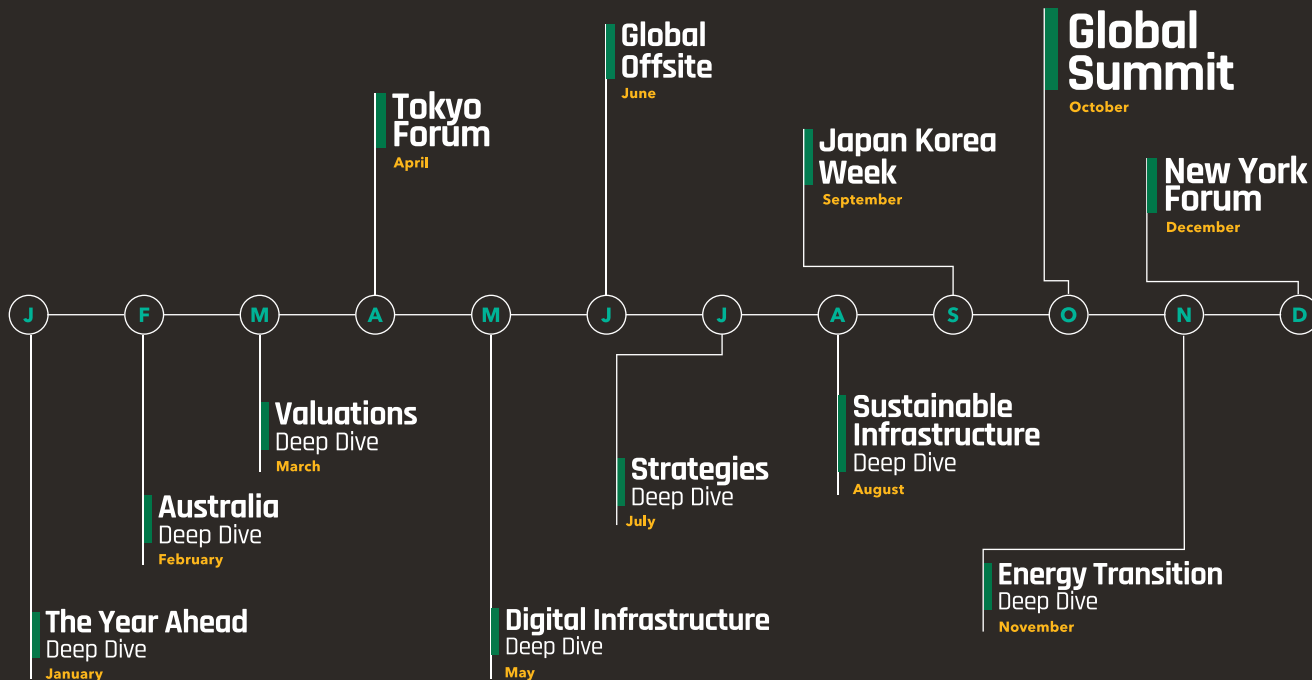 Global
Offsite
June
Global
Summit
October
Tokyo
Forum
April
Japan Korea
Week
September
New York
Forum
December
J
F
M
A
M
J
J
A
S
O
N
D
Valuations
Deep Dive
March
Australia
Deep Dive
February
The Year Ahead
Deep Dive
January
Digital Infrastructure
Deep Dive
May
Strategies
Deep Dive
July
Sustainable
Infrastructure
Deep Dive
August
Energy Transition
Deep Dive
November